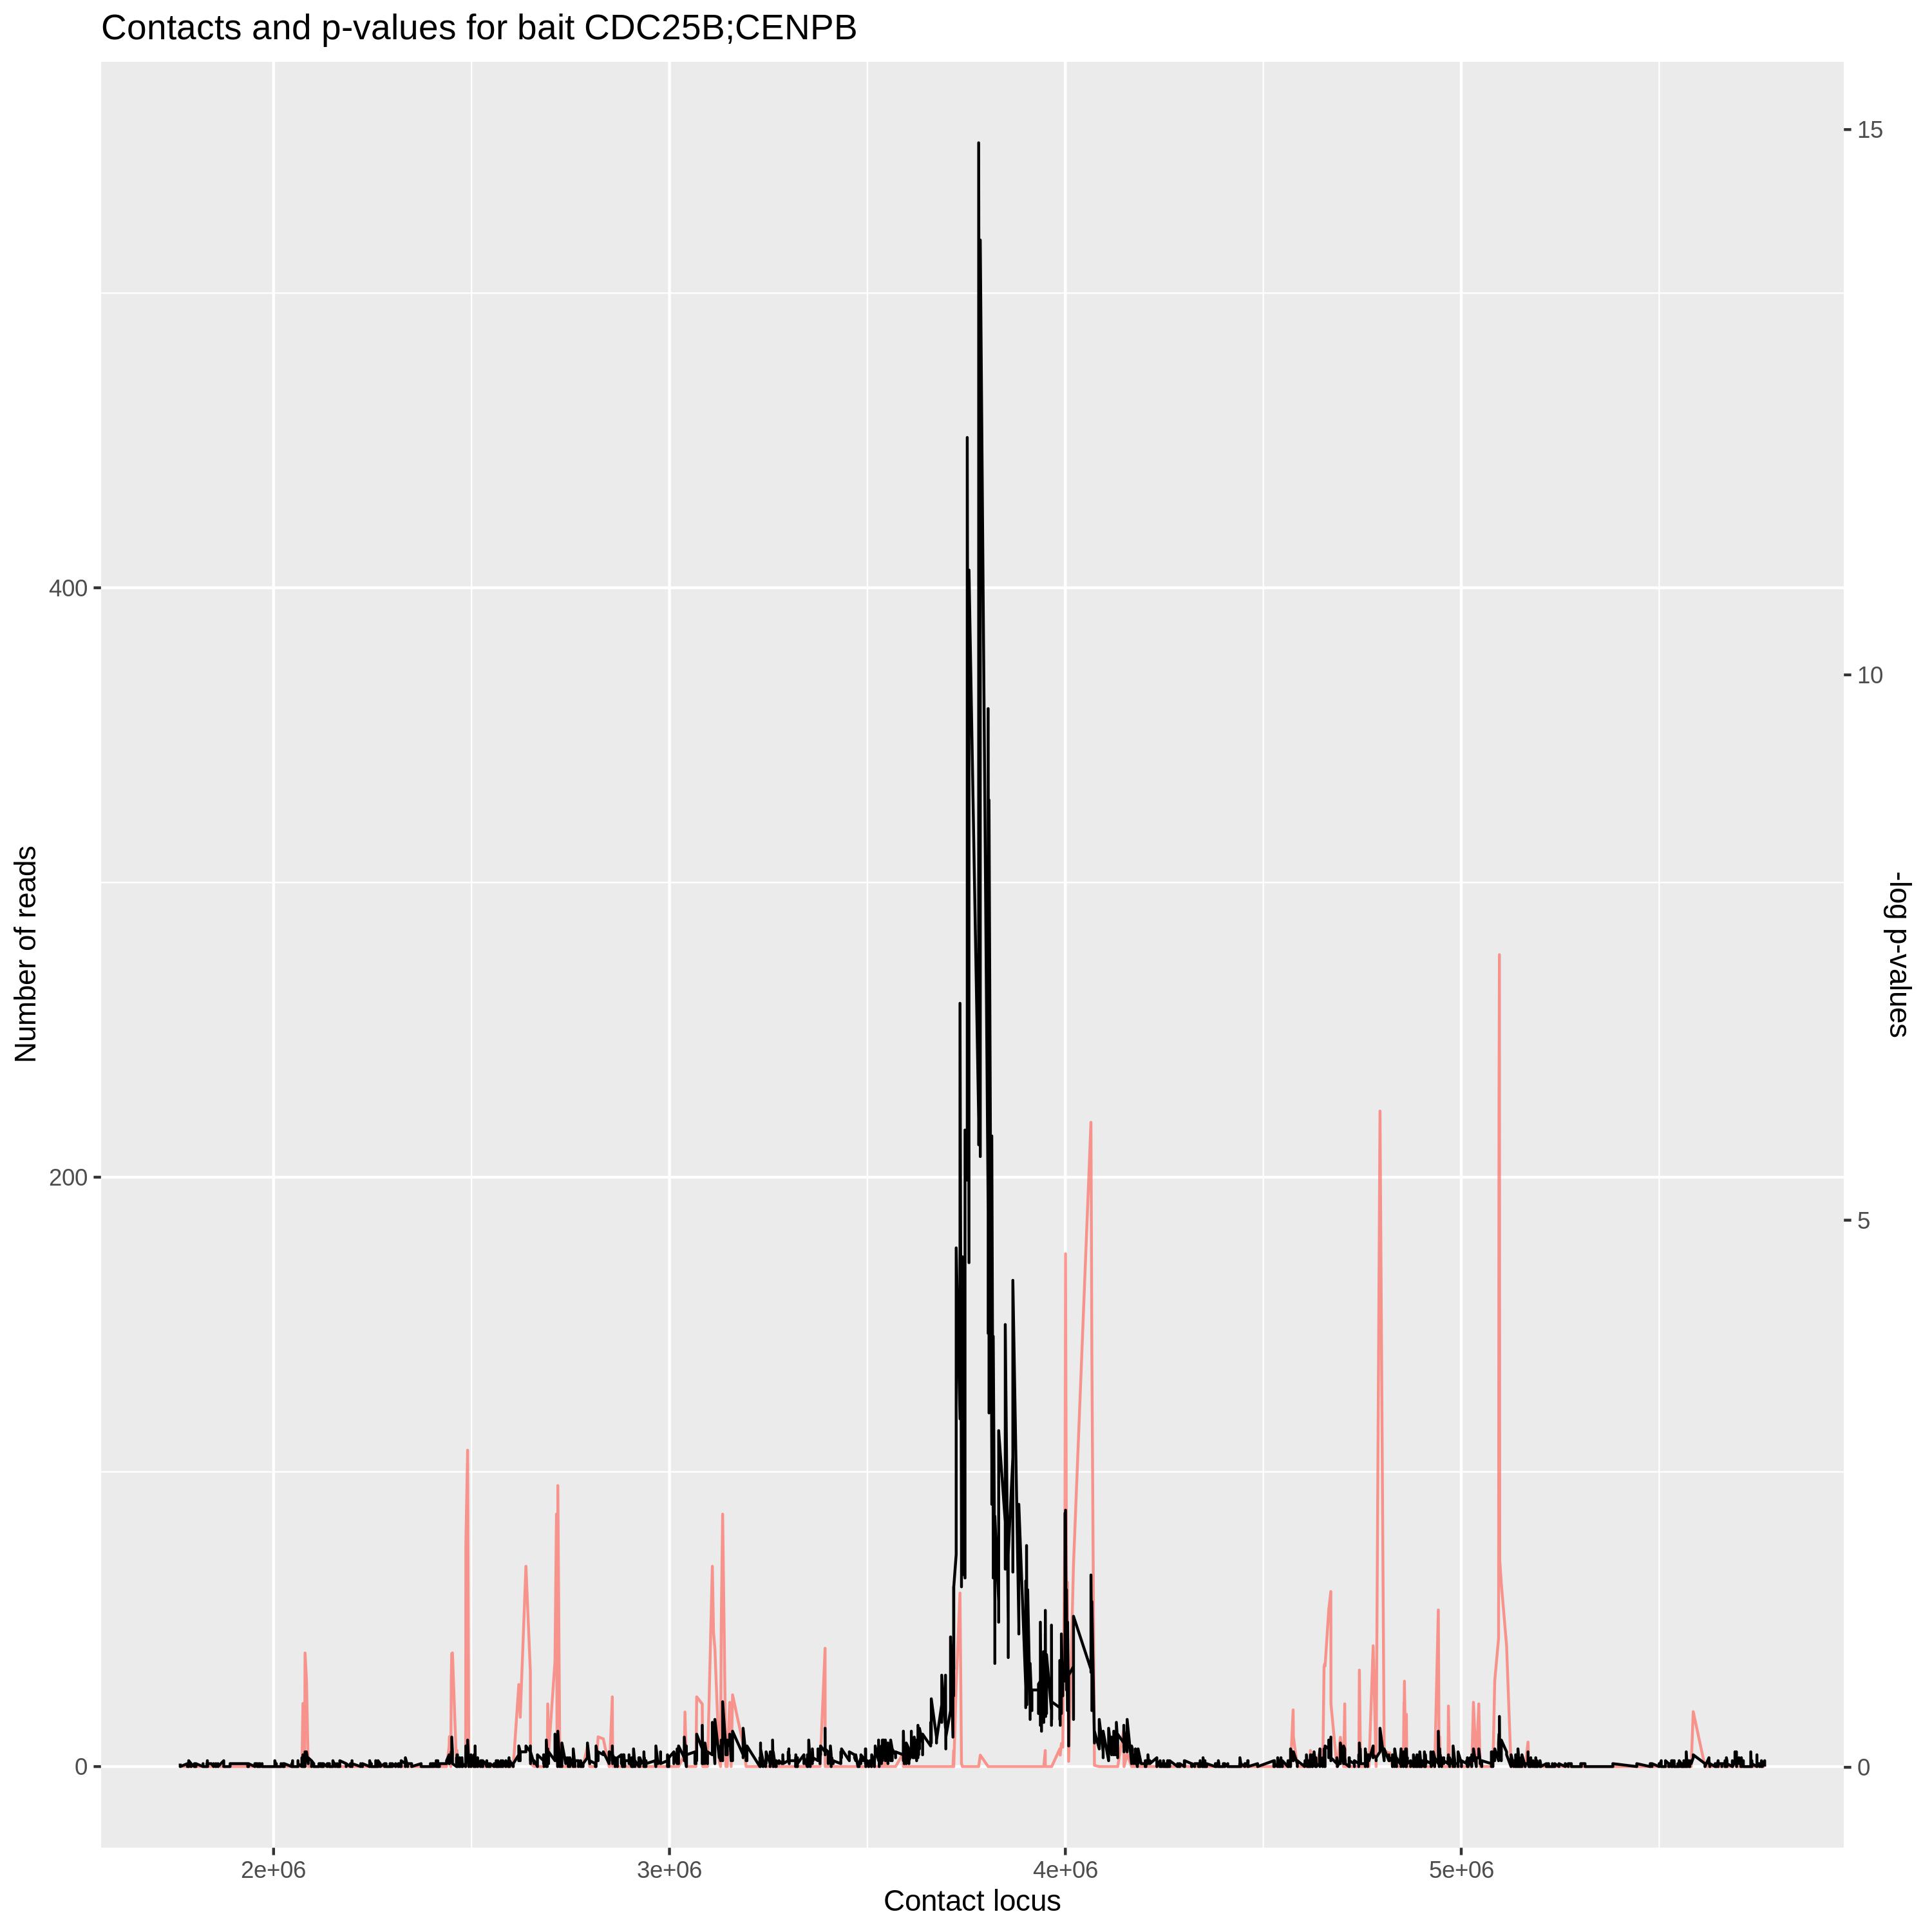 Contacts and p-values for bait CDC25B;CENPB
15
400
10
Number of reads
-log p-values
200
5
0
0
2e+06
3e+06
4e+06
5e+06
Contact locus